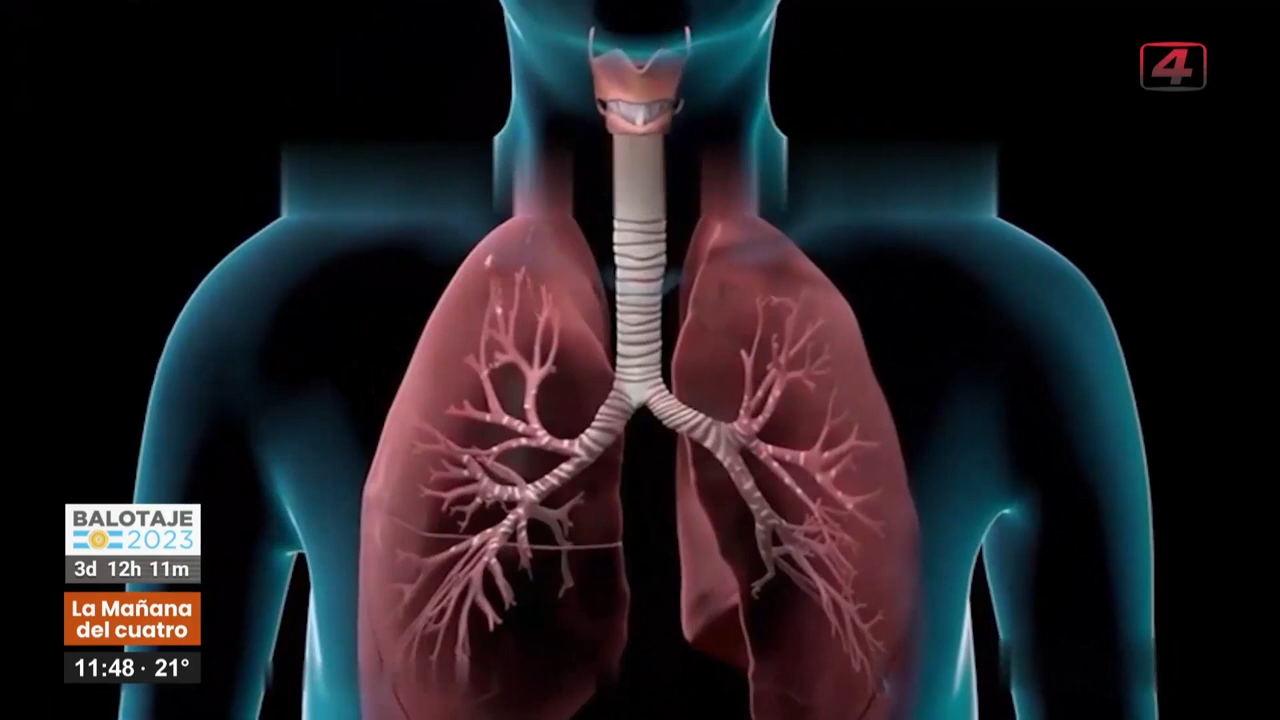 4
BALOTAJE
2023
3d 12h 11m
La Mañana
del cuatro
11:48 · 21°